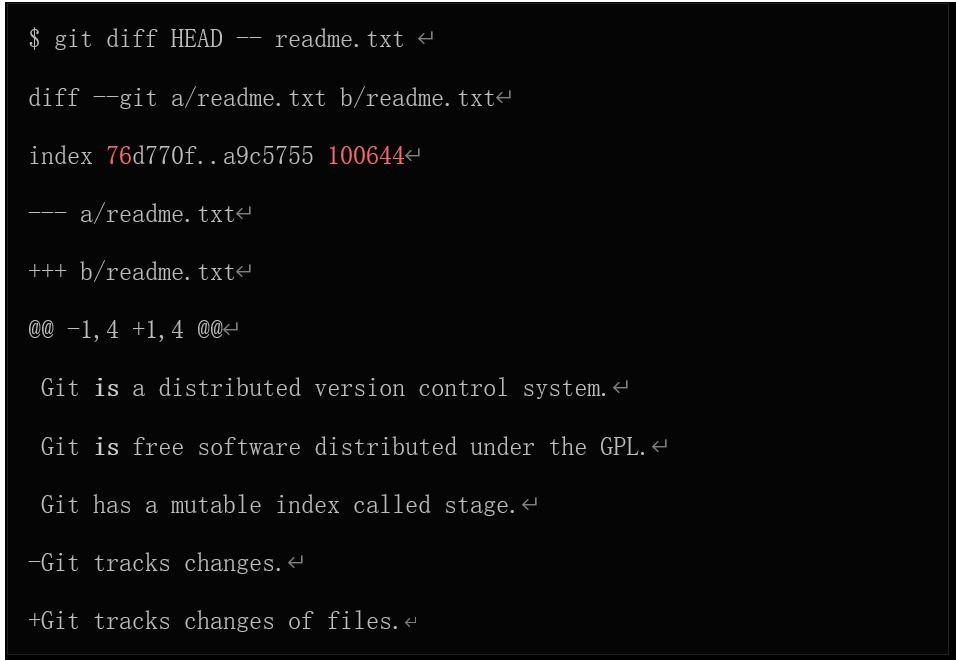 $ git diff HEAD -- readme.txt ↵
diff --git a/readme.txt b/readme.txt↵
index 76d770f..a9c5755 100644↵
--- a/readme.txt↵
+++ b/readme.txt↵
@@ -1,4 +1,4 @@↵
 Git is a distributed version control system.↵
 Git is free software distributed under the GPL.↵
 Git has a mutable index called stage.↵
-Git tracks changes.↵
+Git tracks changes of files.↵